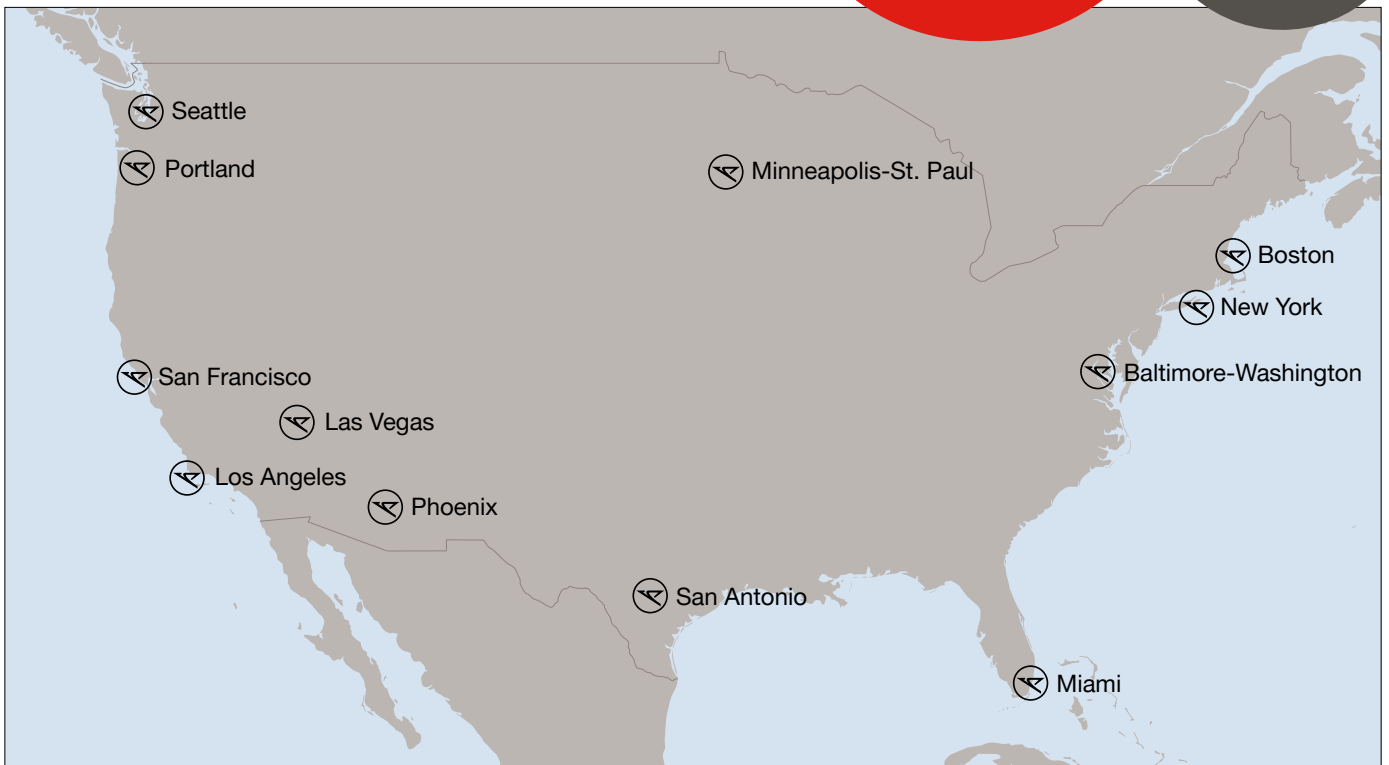 Seattle
Portland
Minneapolis-St. Paul
Boston
New York
Baltimore-Washington
San Francisco
Las Vegas
Los Angeles
Phoenix
San Antonio
Miami